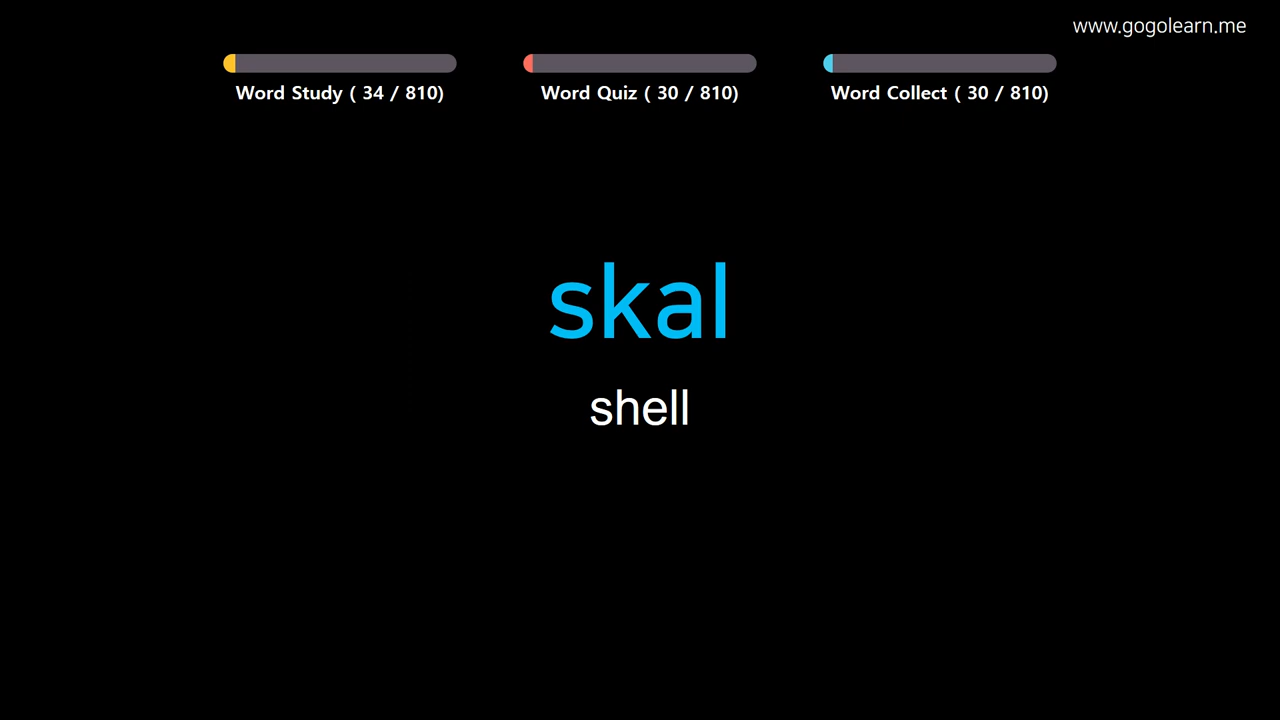 www.gogolearn.me
Word Study ( 34 / 810)
Word Quiz ( 30 / 810)
Word Collect ( 30 / 810)
skal
shell